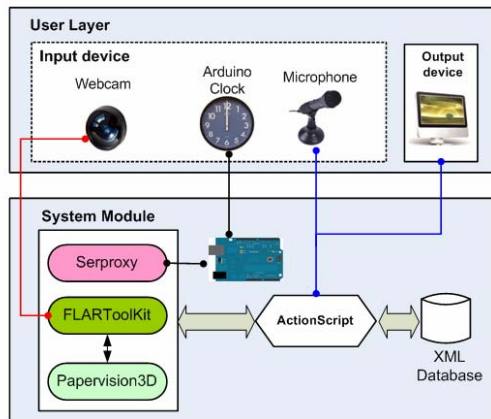 User Layer
Input device
Webcam
Arduino
Clock
Microphone
Output
device
System Module
Serproxy
FLARToolKit
Papervision3D
ActionScript
XML
Database